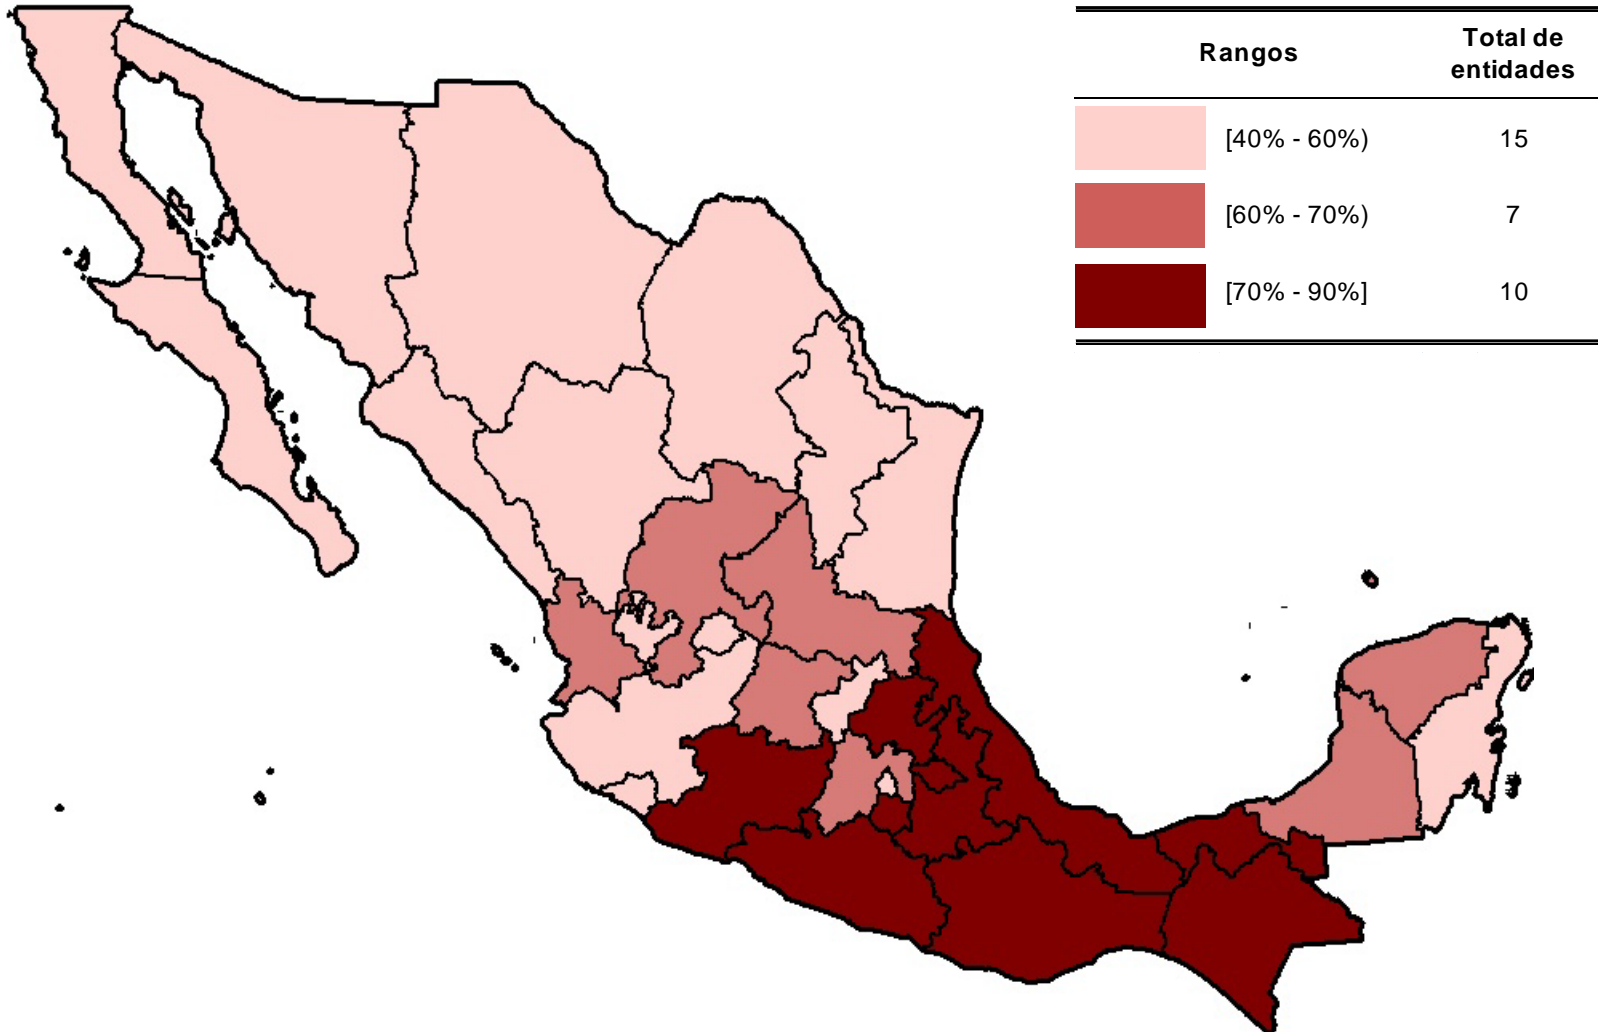 Rangos
Total de
entidades
[40% - 60%)
15
[60% - 70%)
7
[70% - 90%]
10